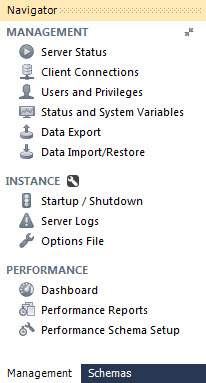 Navigator
MANAGEMENT
Server Status
Client Connections
Users and Privileges
Status and System Variables
Data Export
Data Import/Restore
INSTANCE
Startup / Shutdown
Server Logs
Options File
PERFORMANCE
Dashboard
Performance Reports
Performance Schema Setup
Management Schemas